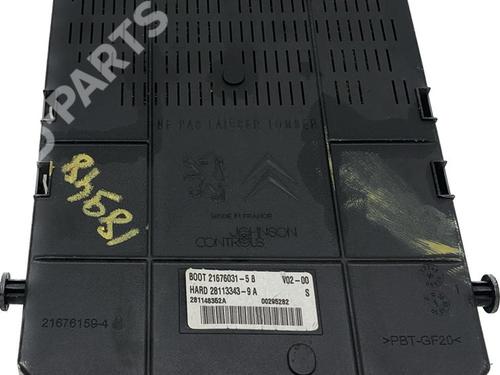 B-PARTS
NE PAS LAISSER TOMBER
MADE IN FRANCE
JOHNSON
CONTROLS
BOOT 21676031-5 B V02-00
HARD 28113343-9 A S
281148352A 00295282
21676159-4
>PBT-GF20<